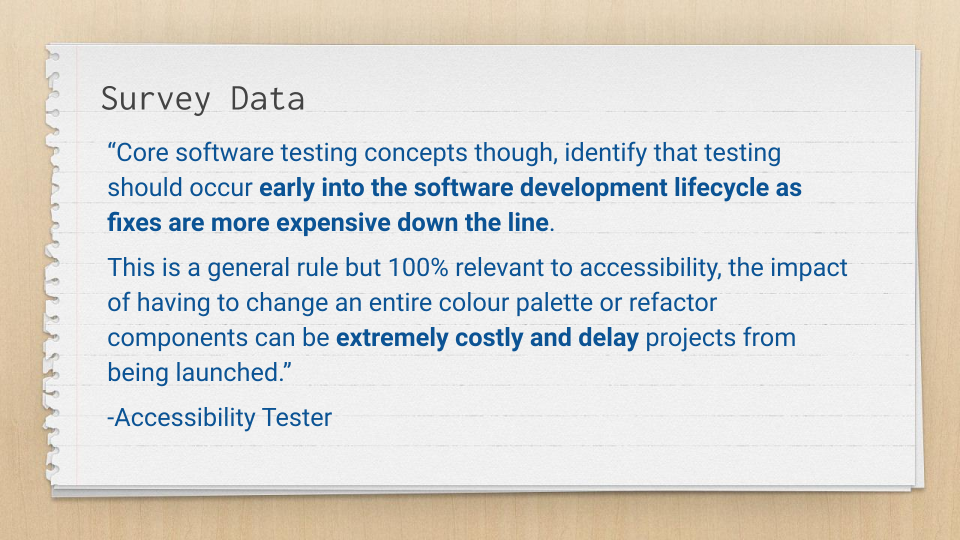 Survey Data
“Core software testing concepts though, identify that testing
should occur early into the software development lifecycle as
fixes are more expensive down the line.
This is a general rule but 100% relevant to accessibility, the impact
of having to change an entire colour palette or refactor
components can be extremely costly and delay projects from
being launched.”
-Accessibility Tester